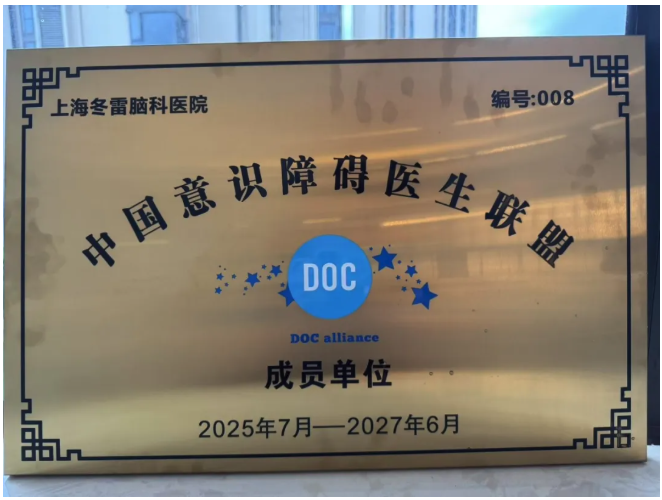 上海冬雷脑科医院
编号:008
中国意识障碍医生联盟
DOC
DOC alliance
成员单位
2025年7月—2027年6月